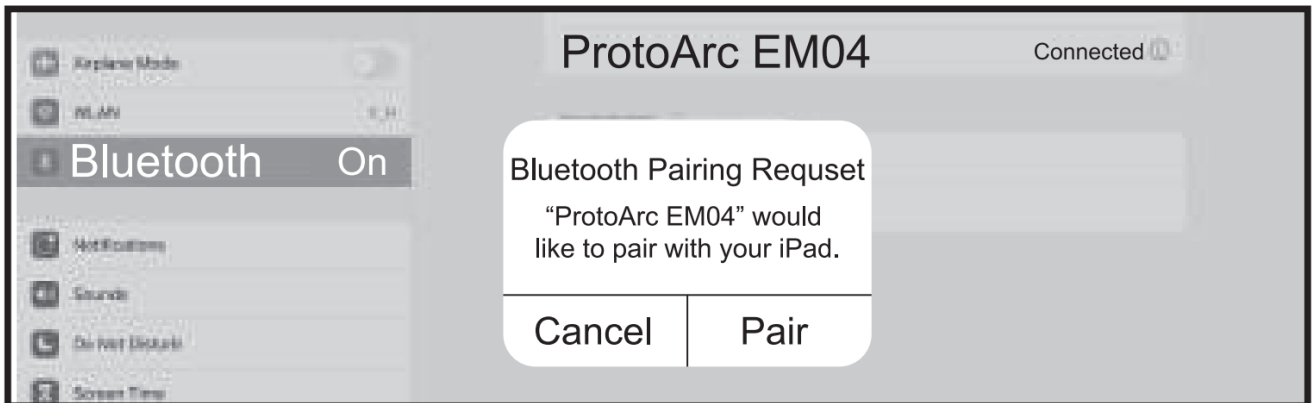 Airplane Mode
ProtoArc EM04 Connected
WLAN
Bluetooth On
Bluetooth Pairing Requset
“ProtoArc EM04” would
like to pair with your iPad.
Cancel Pair
Notifications
Sounds
Do Not Disturb
Screen Time